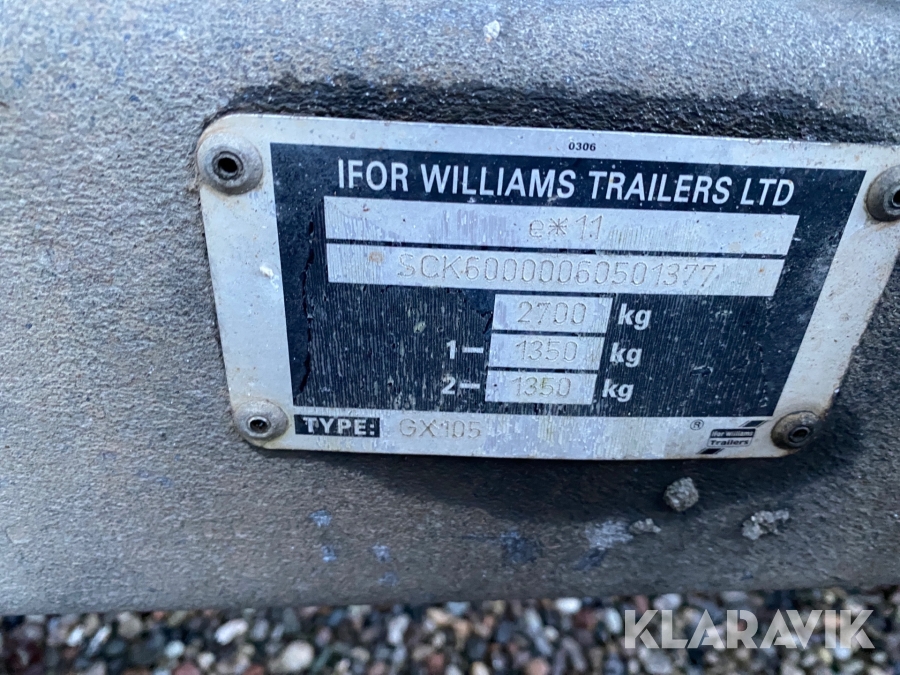 0306
IFOR WILLIAMS TRAILERS LTD
e*11
SCK60000060501377
2700 kg
1- 1350 kg
2- 1350 kg
TYPE: GX105 ®
Ifor Williams
Trailers
KLARAVIK